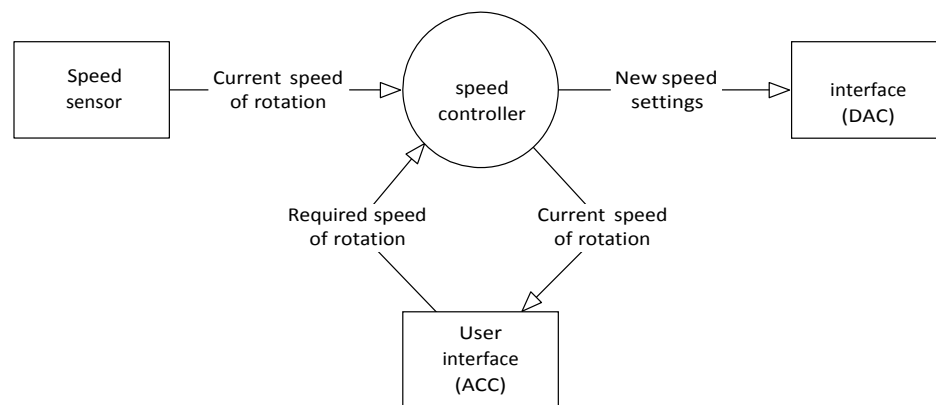 Speed
sensor
Current speed
of rotation
speed
controller
New speed
settings
interface
(DAC)
Required speed
of rotation
Current speed
of rotation
User
interface
(ACC)